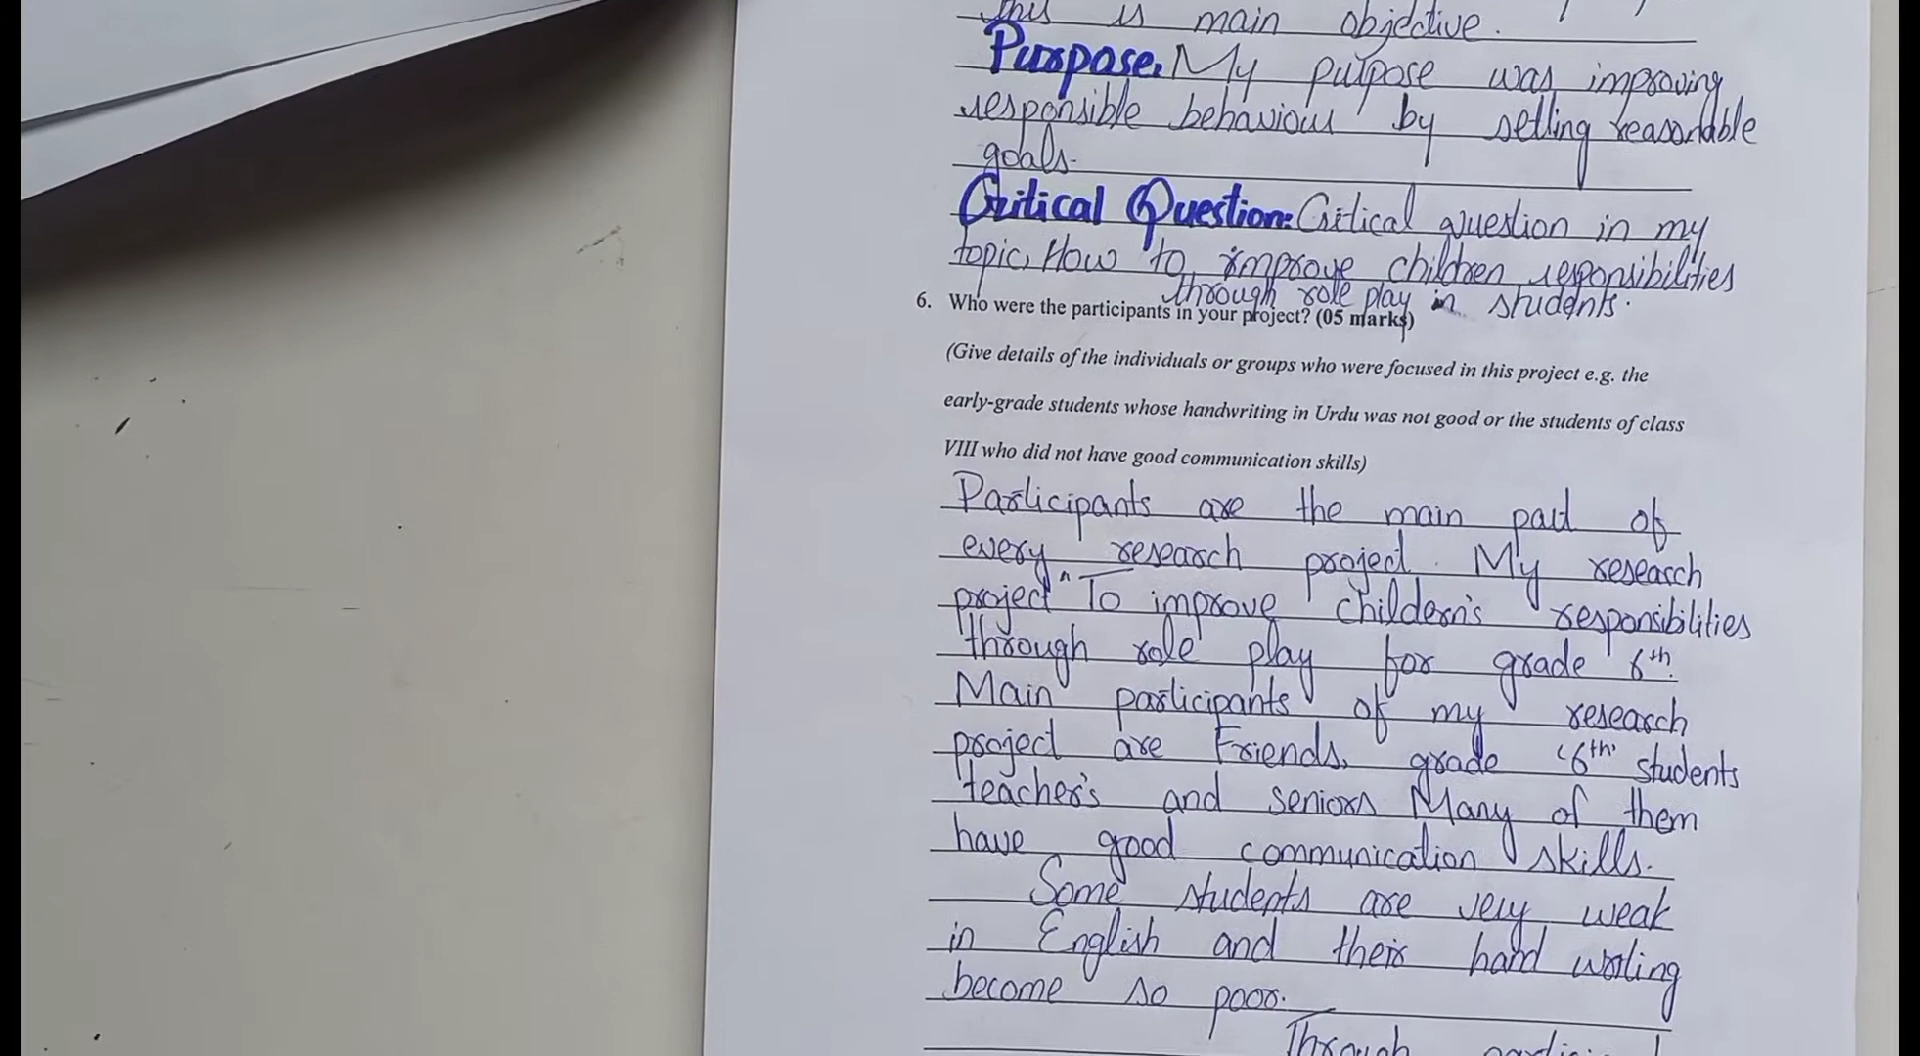 This is main objective.
Purpose. My purpose was improving
responsible behaviour by setting reasonable
goals.
Critical Question: Critical question in my
topic, How to improve children responsibilities
through role play in students.
6. Who were the participants in your project? (05 marks)
(Give details of the individuals or groups who were focused in this project e.g. the
early-grade students whose handwriting in Urdu was not good or the students of class
VIII who did not have good communication skills)
Participants are the main part of
every research project. My research
project "To improve childern's responsibilities
through role play for grade 6th.
Main participants of my research
project are Friends, grade '6th' students
teacher's and seniors Many of them
have good communication skills.
Some students are very weak
in English and their hand writing
become so poor.
Through